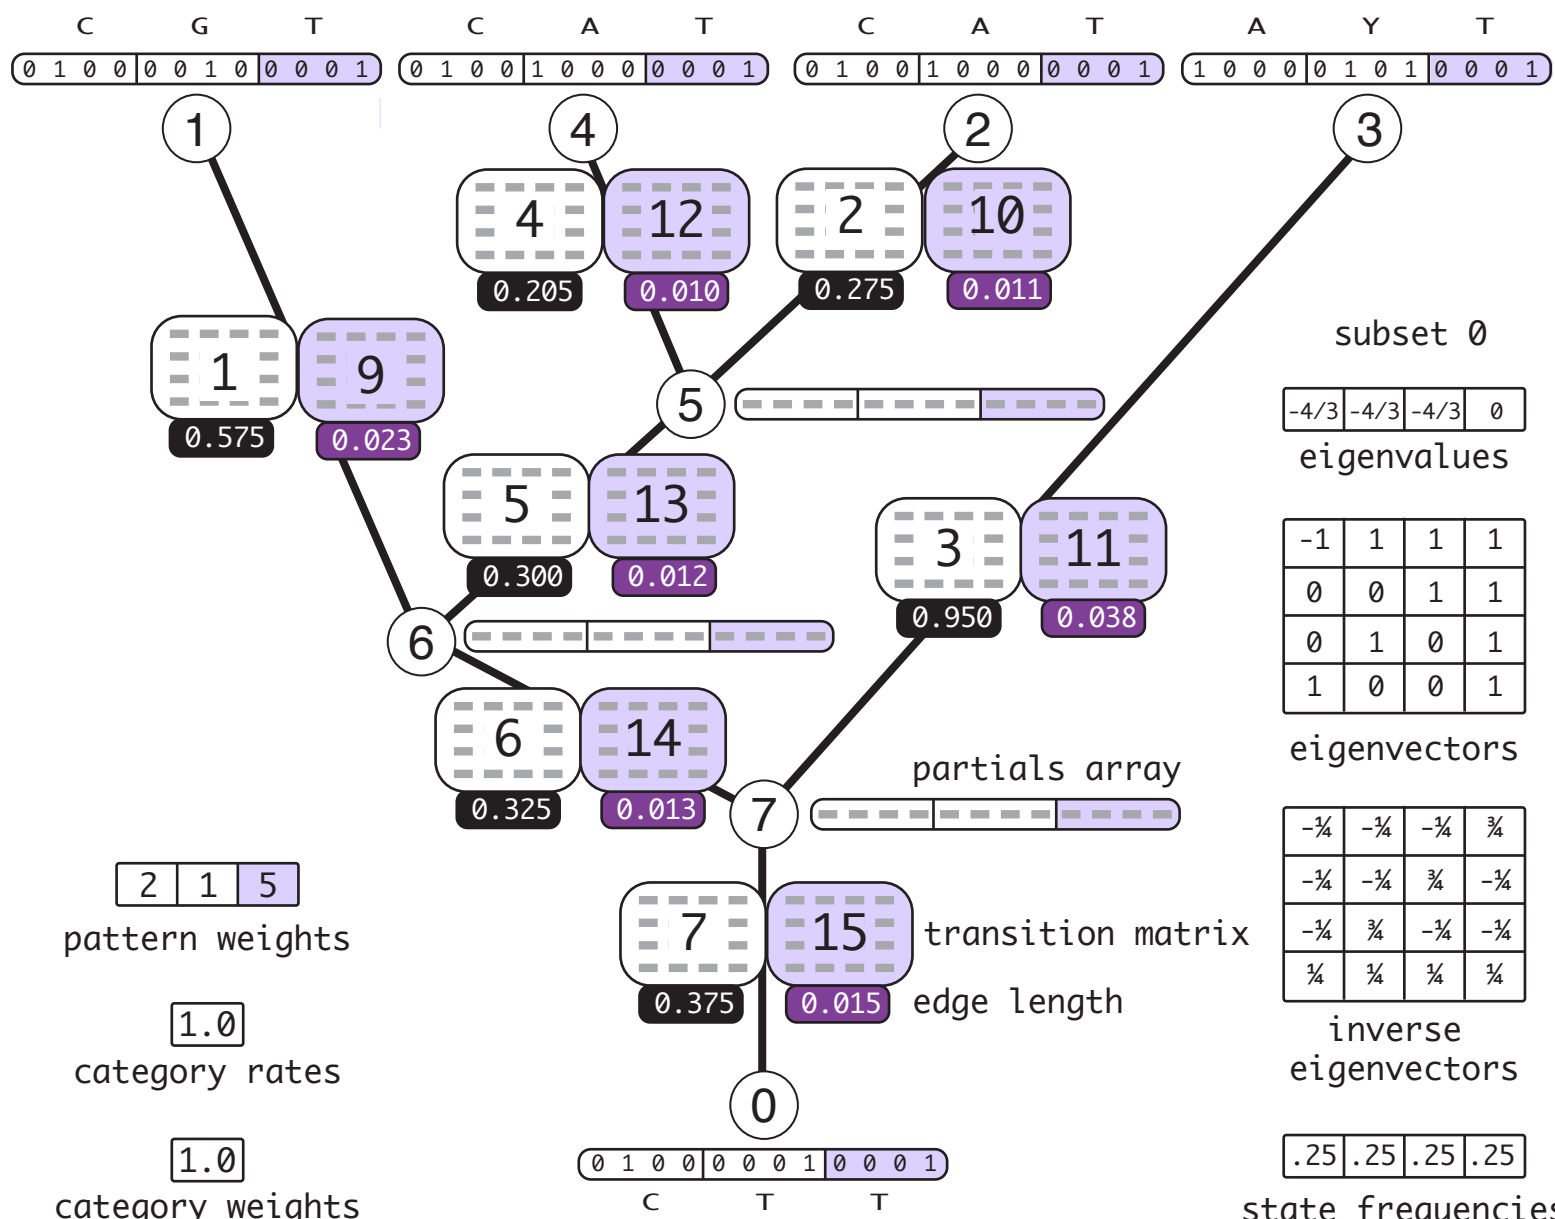 C G T C A T C A T A Y T
0 1 0 0 0 0 1 0 0 0 0 1 0 1 0 0 1 0 0 0 0 0 0 1 0 1 0 0 1 0 0 0 0 0 0 1 1 0 0 0 0 1 0 1 0 0 0 1
1 4 2 3
4 12 2 10
0.205 0.010 0.275 0.011
subset 0
1 9
-4/3 -4/3 -4/3 0
5
0.575 0.023
eigenvalues
5 13
3 11
-1 1 1 1
0.300 0.012
0 0 1 1
0.950 0.038
6
0 1 0 1
1 0 0 1
6 14
eigenvectors
partials array
0.325 0.013
7
-¼ -¼ -¼ ¾
2 1 5
-¼ -¼ ¾ -¼
pattern weights
7 15
transition matrix
-¼ ¾ -¼ -¼
¼ ¼ ¼ ¼
0.375 0.015
edge length
1.0
inverse
eigenvectors
category rates
0
1.0
0 1 0 0 0 0 0 1 0 0 0 1
.25 .25 .25 .25
C T T
category weights
state frequencies